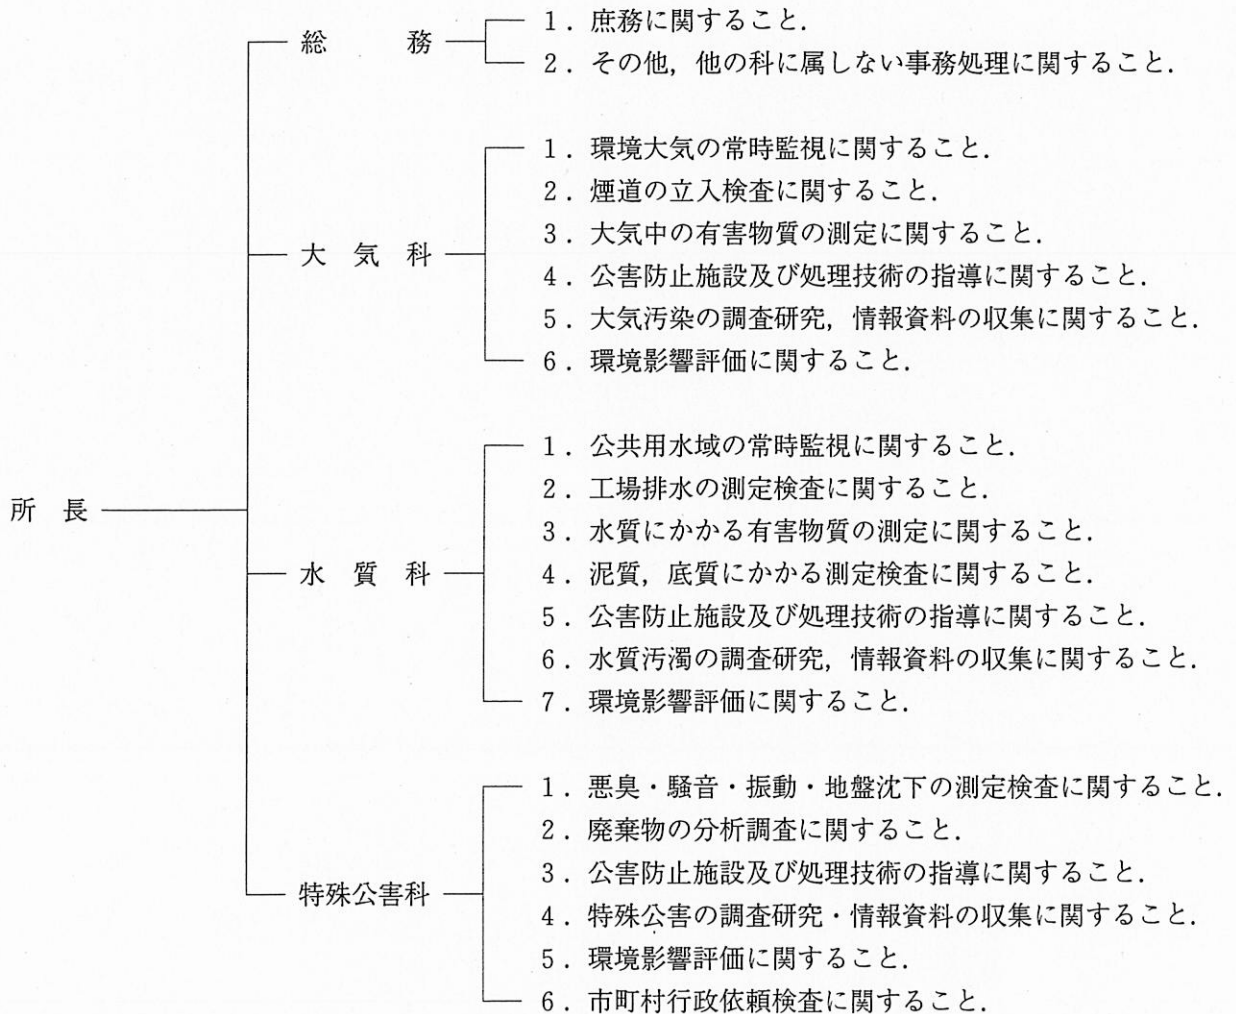 所長
総務
1．庶務に関すること．
2．その他，他の科に属しない事務処理に関すること．
大気科
1．環境大気の常時監視に関すること．
2．煙道の立入検査に関すること．
3．大気中の有害物質の測定に関すること．
4．公害防止施設及び処理技術の指導に関すること．
5．大気汚染の調査研究，情報資料の収集に関すること．
6．環境影響評価に関すること．
水質科
1．公共用水域の常時監視に関すること．
2．工場排水の測定検査に関すること．
3．水質にかかる有害物質の測定に関すること．
4．泥質，底質にかかる測定検査に関すること．
5．公害防止施設及び処理技術の指導に関すること．
6．水質汚濁の調査研究，情報資料の収集に関すること．
7．環境影響評価に関すること．
特殊公害科
1．悪臭・騒音・振動・地盤沈下の測定検査に関すること．
2．廃棄物の分析調査に関すること．
3．公害防止施設及び処理技術の指導に関すること．
4．特殊公害の調査研究・情報資料の収集に関すること．
5．環境影響評価に関すること．
6．市町村行政依頼検査に関すること．